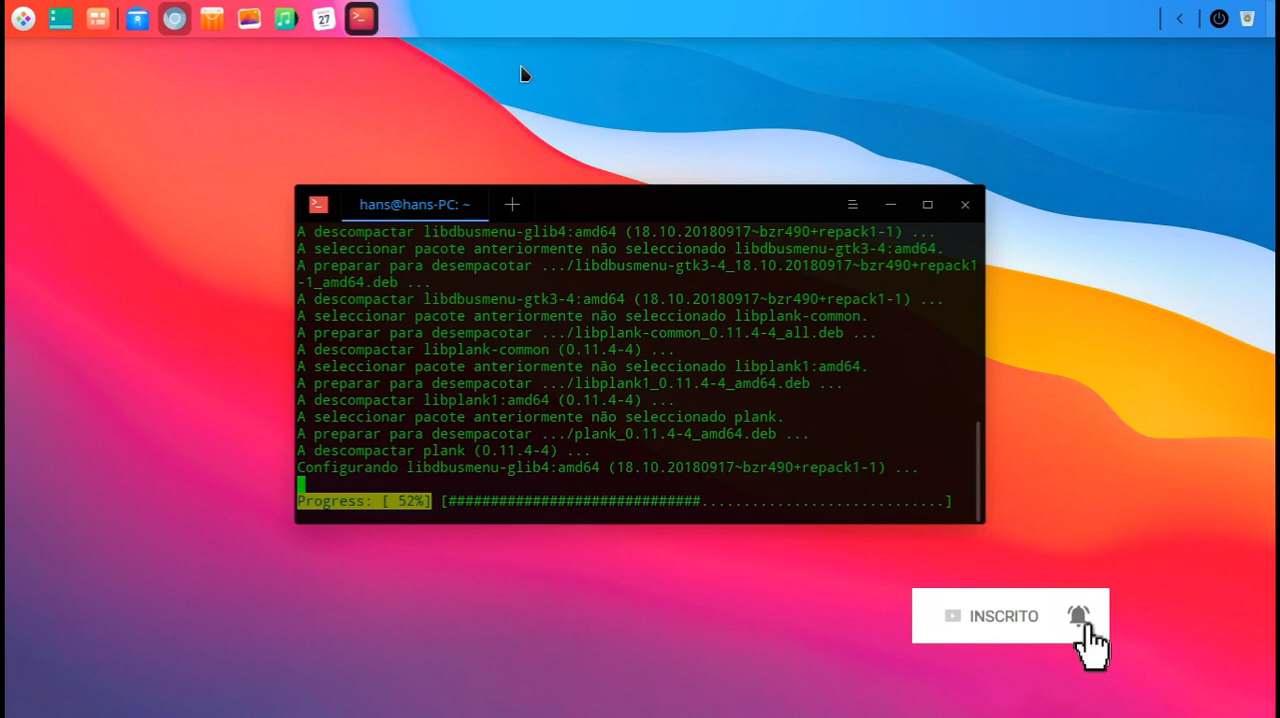 27
hans@hans-PC: ~
A descompactar libdbusmenu-glib4:amd64 (18.10.20180917~bzr490+repack1-1) ...
A seleccionar pacote anteriormente não seleccionado libdbusmenu-gtk3-4:amd64.
A preparar para desempacotar .../libdbusmenu-gtk3-4_18.10.20180917~bzr490+repack1
-1_amd64.deb ...
A descompactar libdbusmenu-gtk3-4:amd64 (18.10.20180917~bzr490+repack1-1) ...
A seleccionar pacote anteriormente não seleccionado libplank-common.
A preparar para desempacotar .../libplank-common_0.11.4-4_all.deb ...
A descompactar libplank-common (0.11.4-4) ...
A seleccionar pacote anteriormente não seleccionado libplank1:amd64.
A preparar para desempacotar .../libplank1_0.11.4-4_amd64.deb ...
A descompactar libplank1:amd64 (0.11.4-4) ...
A seleccionar pacote anteriormente não seleccionado plank.
A preparar para desempacotar .../plank_0.11.4-4_amd64.deb ...
A descompactar plank (0.11.4-4) ...
Configurando libdbusmenu-glib4:amd64 (18.10.20180917~bzr490+repack1-1) ...
Progress: [ 52%] [##############################.............................]
INSCRITO